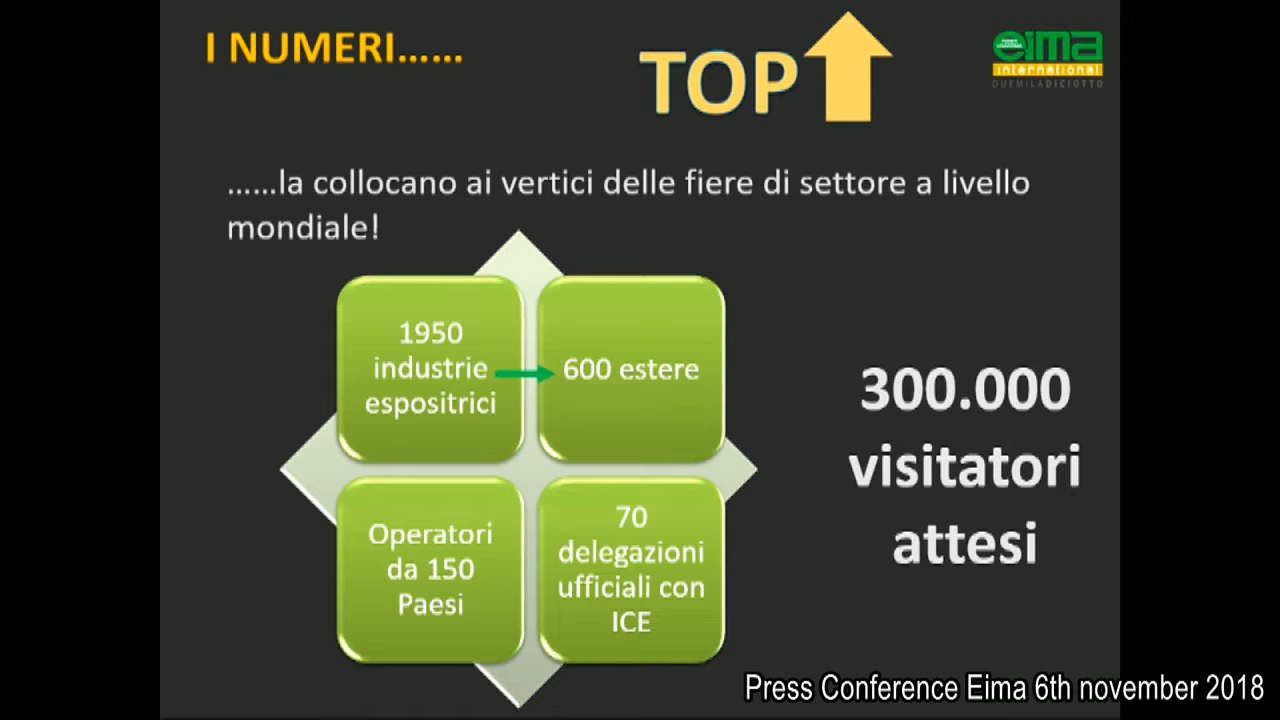 I NUMERI......
TOP
eima
international
DUEMILADICIOTTO
......la collocano ai vertici delle fiere di settore a livello
mondiale!
1950
industrie
espositrici
600 estere
Operatori
da 150
Paesi
70
delegazioni
ufficiali con
ICE
300.000
visitatori
attesi
Press Conference Eima 6th november 2018